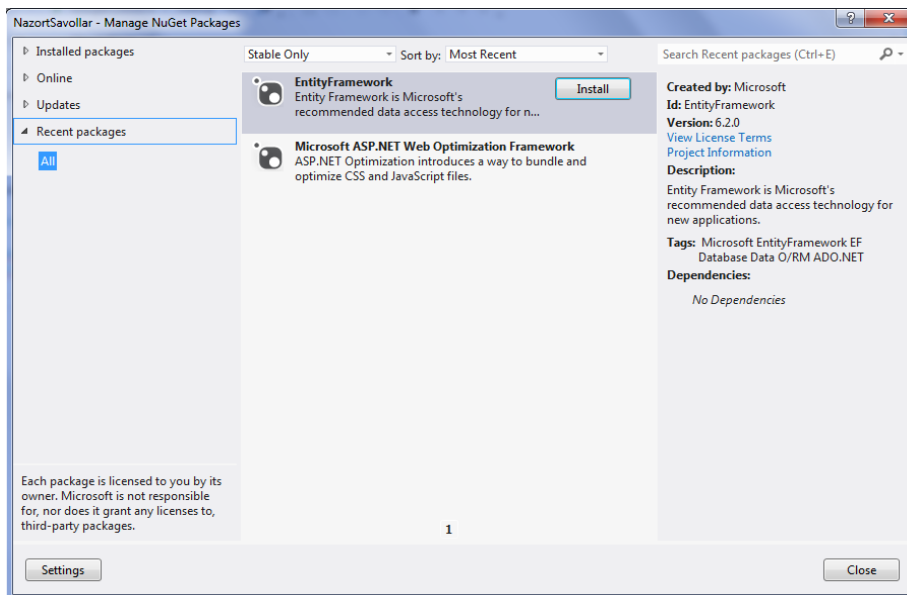 NazortSavollar - Manage NuGet Packages
Installed packages
Online
Updates
Recent packages
All
Each package is licensed to you by its
owner. Microsoft is not responsible
for, nor does it grant any licenses to,
third-party packages.
Settings
Stable Only
Sort by: Most Recent
EntityFramework
Entity Framework is Microsoft's
recommended data access technology for n...
Install
Microsoft ASP.NET Web Optimization Framework
ASP.NET Optimization introduces a way to bundle and
optimize CSS and JavaScript files.
1
Search Recent packages (Ctrl+E)
Created by: Microsoft
Id: EntityFramework
Version: 6.2.0
View License Terms
Project Information
Description:
Entity Framework is Microsoft's
recommended data access technology for
new applications.
Tags: Microsoft EntityFramework EF
Database Data O/RM ADO.NET
Dependencies:
No Dependencies
Close